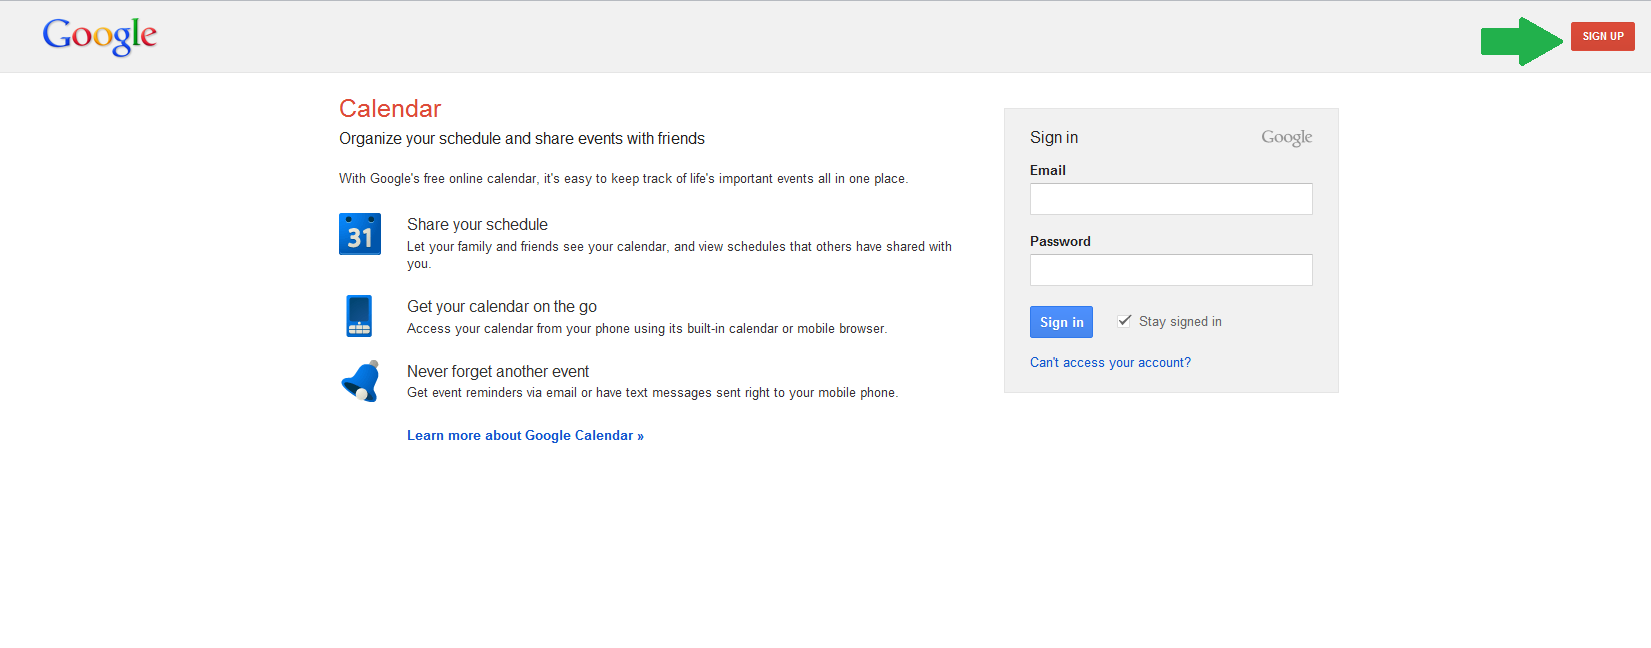 Google
SIGN UP
Calendar
Organize your schedule and share events with friends
With Google's free online calendar, it's easy to keep track of life's important events all in one place.
31
Share your schedule
Let your family and friends see your calendar, and view schedules that others have shared with
you.
Get your calendar on the go
Access your calendar from your phone using its built-in calendar or mobile browser.
Never forget another event
Get event reminders via email or have text messages sent right to your mobile phone.
Learn more about Google Calendar »
Sign in
Google
Email
Password
Sign in
Stay signed in
Can't access your account?